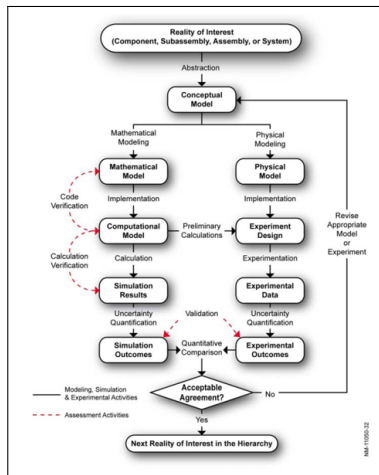 Reality of Interest
(Component, Subassembly, Assembly, or System)
Abstraction
Conceptual
Model
Mathematical
Modeling
Physical
Modeling
Mathematical
Model
Physical
Model
Code
Verification
Implementation
Implementation
Revise
Appropriate
Model
or
Experiment
Computational
Model
Preliminary
Calculations
Experiment
Design
Calculation
Verification
Calculation
Experimentation
Simulation
Results
Experimental
Data
Uncertainty
Quantification
Validation
Uncertainty
Quantification
Simulation
Outcomes
Quantitative
Comparison
Experimental
Outcomes
Acceptable
Agreement?
No
Modeling, Simulation
& Experimental Activities
Assessment Activities
Yes
Next Reality of Interest in the Hierarchy
NM-11050-32